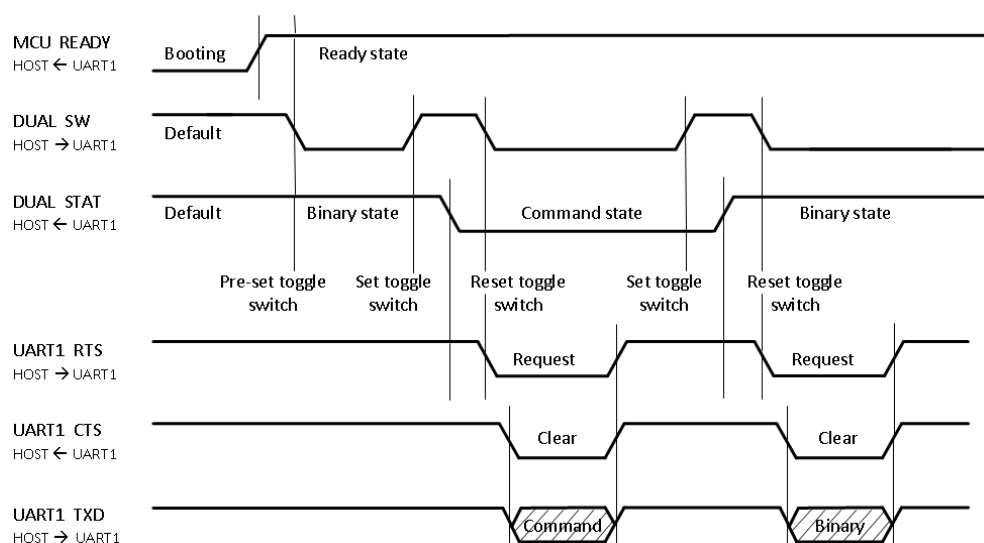 MCU READY
HOST ← UART1
Booting
Ready state
DUAL SW
HOST → UART1
Default
DUAL STAT
HOST ← UART1
Default
Binary state
Command state
Binary state
Pre-set toggle
switch
Set toggle
switch
Reset toggle
switch
Set toggle
switch
Reset toggle
switch
UART1 RTS
HOST → UART1
Request
Request
UART1 CTS
HOST ← UART1
Clear
Clear
UART1 TXD
HOST → UART1
Command
Binary